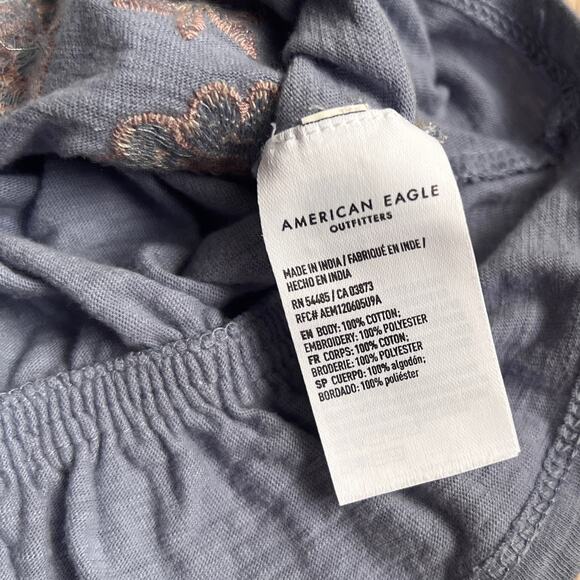 AMERICAN EAGLE
OUTFITTERS
MADE IN INDIA / FABRIQUÉ EN INDE /
HECHO EN INDIA
RN 54485 / CA 03873
RFC# AEM120605U9A
EN BODY: 100% COTTON;
EMBROIDERY: 100% POLYESTER
FR CORPS: 100% COTON;
BRODERIE: 100% POLYESTER
SP CUERPO: 100% algodón;
BORDADO: 100% poliéster